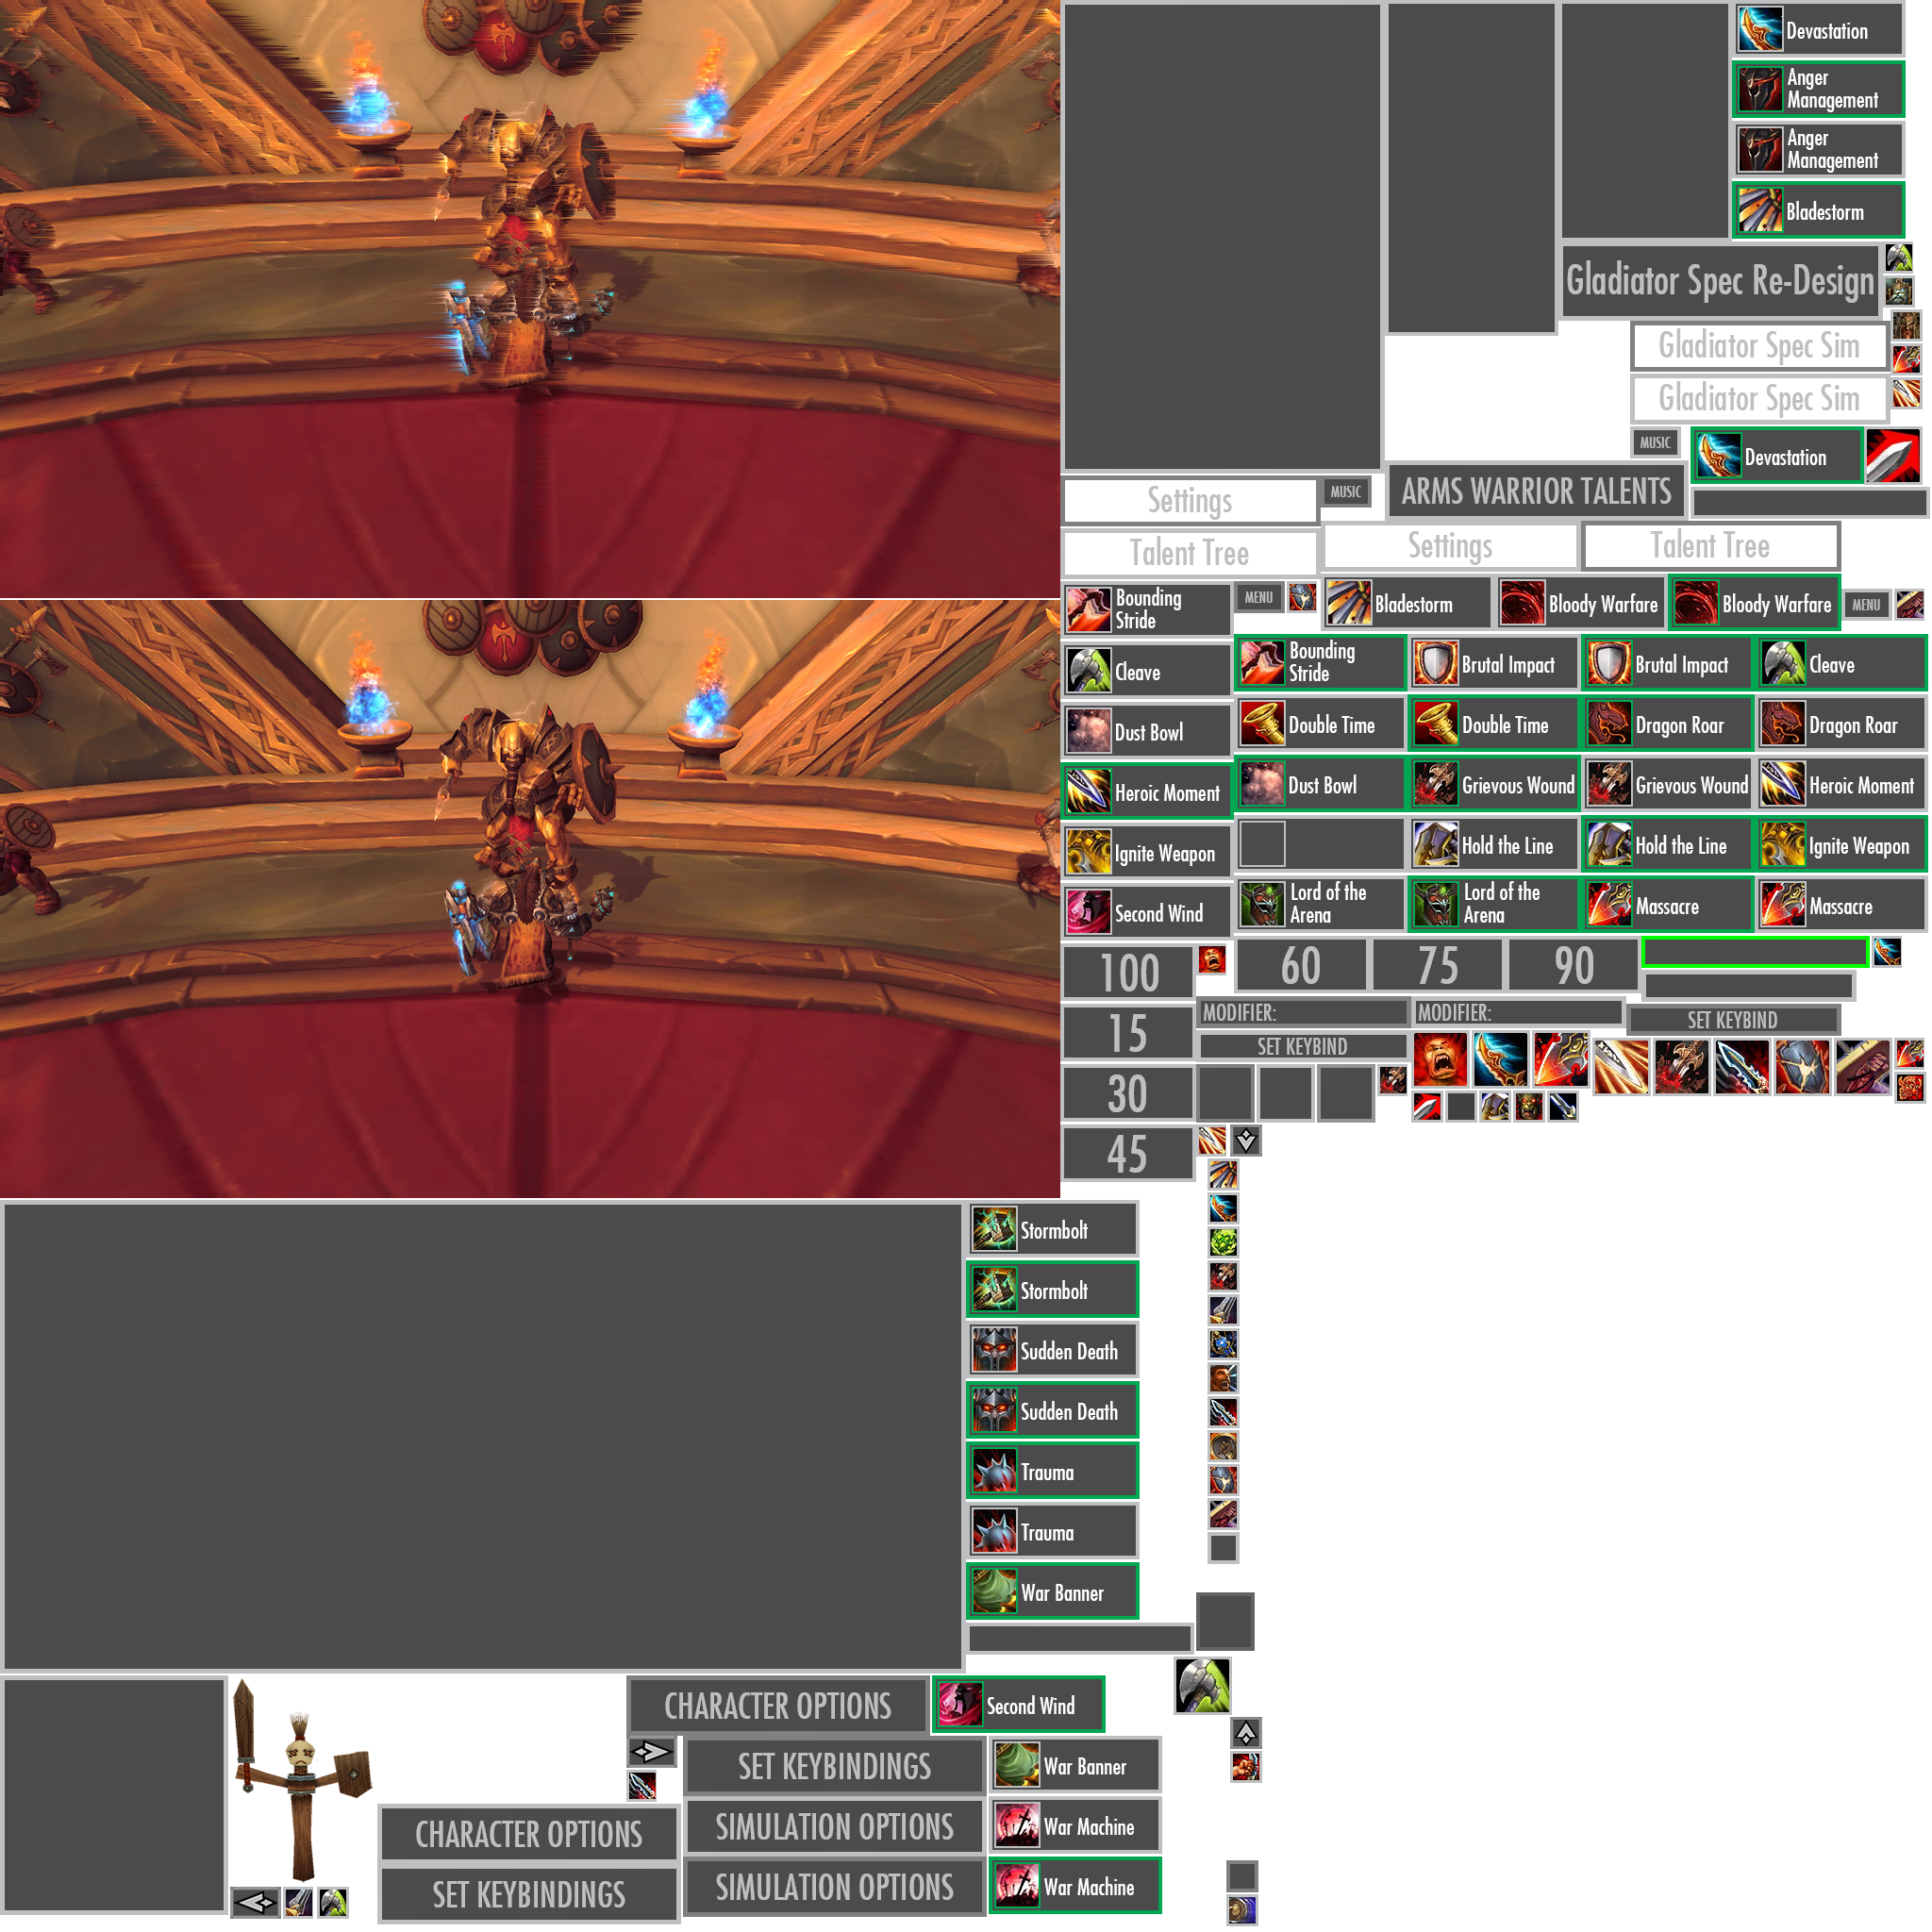 Devastation
Anger
Management
Anger
Management
Bladestorm
Gladiator Spec Re-Design
Gladiator Spec Sim
Gladiator Spec Sim
MUSIC
Devastation
Settings
MUSIC
ARMS WARRIOR TALENTS
Talent Tree
Settings
Talent Tree
Bounding
Stride
MENU
Bladestorm
Bloody Warfare
Bloody Warfare
MENU
Cleave
Bounding
Stride
Brutal Impact
Brutal Impact
Cleave
Dust Bowl
Double Time
Double Time
Dragon Roar
Dragon Roar
Heroic Moment
Dust Bowl
Grievous Wound
Grievous Wound
Heroic Moment
Ignite Weapon
Hold the Line
Hold the Line
Ignite Weapon
Second Wind
Lord of the
Arena
Lord of the
Arena
Massacre
Massacre
100
60
75
90
MODIFIER:
MODIFIER:
SET KEYBIND
15
SET KEYBIND
30
45
Stormbolt
Stormbolt
Sudden Death
Sudden Death
Trauma
Trauma
War Banner
CHARACTER OPTIONS
Second Wind
SET KEYBINDINGS
War Banner
CHARACTER OPTIONS
SIMULATION OPTIONS
War Machine
SET KEYBINDINGS
SIMULATION OPTIONS
War Machine